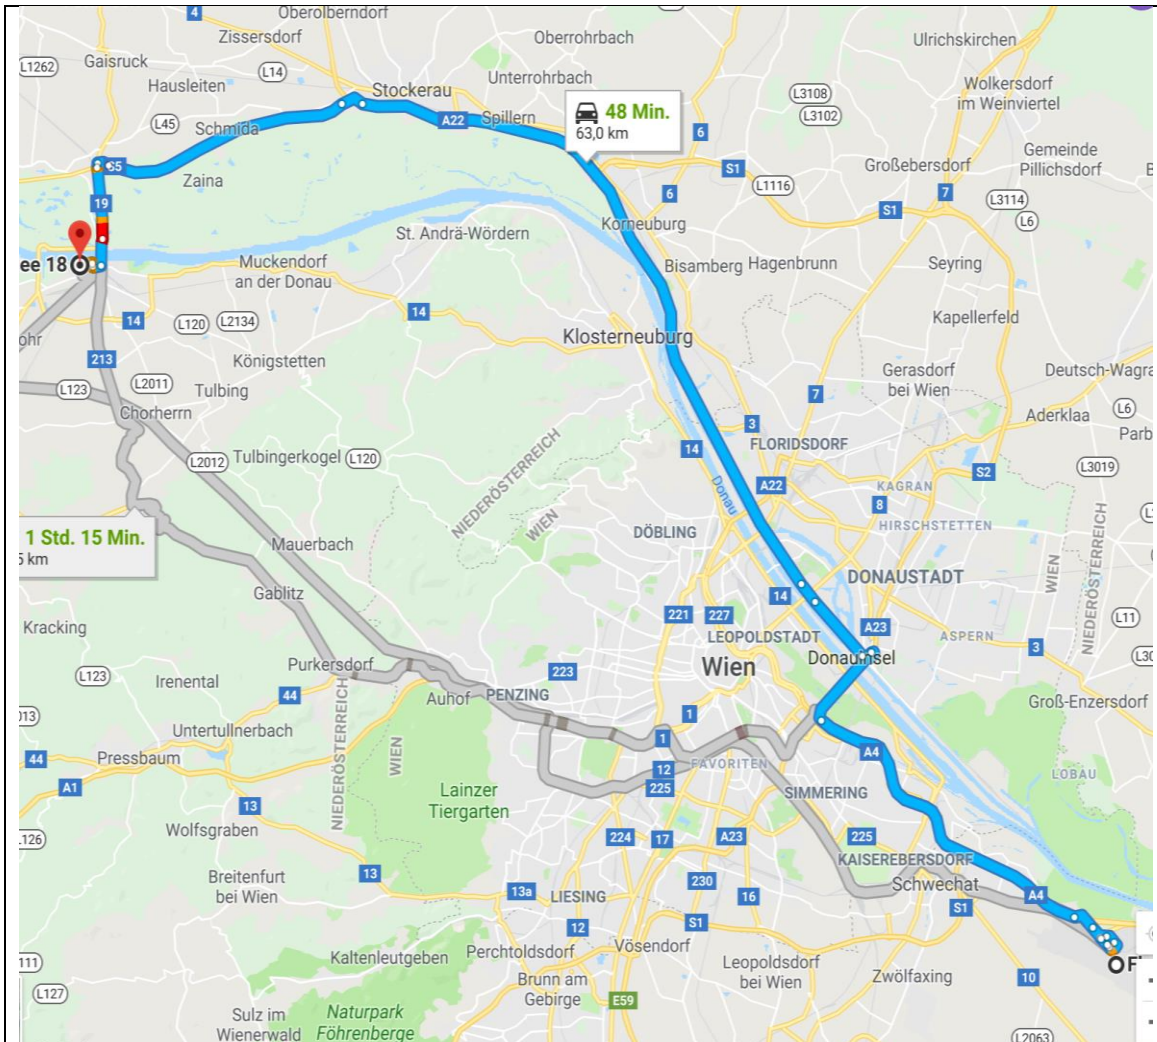 4
Oberolberndorf
Zissersdorf
Oberrohrbach
Ulrichskirchen
L1262
Gaisruck
L14
Hausleiten
Stockerau
Unterrohrbach
Wolkersdorf
im Weinviertel
L3108
L3102
48 Min.
63,0 km
L45
Schmida
A22
Spillern
6
S5
Zaina
S1
L1116
Großebersdorf
7
Gemeinde
Pillichsdorf
L3114
L6
19
6
S1
Korneuburg
St. Andrä-Wördern
ee 18
Muckendorf
an der Donau
Bisamberg
Hagenbrunn
Seyring
14
14
L120
L2134
Kapellerfeld
Klosterneuburg
213
Königstetten
Gerasdorf
bei Wien
Deutsch-Wagra
L123
L2011
Tulbing
7
Chorherrn
3
Aderklaa
L6
Parb
FLORIDSDORF
14
L2012
Tulbingerkogel
L120
S2
L3019
Donau
A22
KAGRAN
8
NIEDERÖSTERREICH
WIEN
HIRSCHSTETTEN
1 Std. 15 Min.
5 km
Mauerbach
DÖBLING
WIEN
NIEDERÖSTERREICH
Gablitz
14
DONAUSTADT
221
227
L11
Kracking
LEOPOLDSTADT
A23
ASPERN
3
Purkersdorf
Wien
Donauinsel
L123
Irenental
44
223
Auhof
PENZING
Groß-Enzersdorf
Untertullnerbach
NIEDERÖSTERREICH
WIEN
1
1
44
Pressbaum
A4
12
FAVORITEN
LOBAU
A1
225
13
Lainzer
Tiergarten
SIMMERING
Wolfsgraben
224
17
A23
225
KAISEREBERSDORF
Breitenfurt
bei Wien
13
13a
LIESING
230
16
Schwechat
A4
S1
12
S1
Kaltenleutgeben
Perchtoldsdorf
Vösendorf
Leopoldsdorf
bei Wien
Zwölfaxing
10
L127
Brunn am
Gebirge
E59
Sulz im
Wienerwald
Naturpark
Föhrenberge
L2063